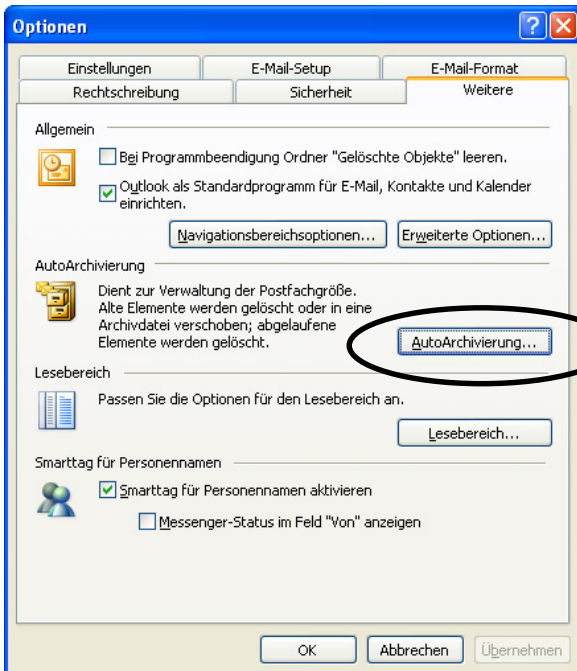 Optionen
Einstellungen
E-Mail-Setup
E-Mail-Format
Rechtschreibung
Sicherheit
Weitere
Allgemein
Bei Programmbeendigung Ordner "Gelöschte Objekte" leeren.
Outlook als Standardprogramm für E-Mail, Kontakte und Kalender
einrichten.
Navigationsbereichsoptionen...
Erweiterte Optionen...
AutoArchivierung
Dient zur Verwaltung der Postfachgröße.
Alte Elemente werden gelöscht oder in eine
Archivdatei verschoben; abgelaufene
Elemente werden gelöscht.
AutoArchivierung...
Lesebereich
Passen Sie die Optionen für den Lesebereich an.
Lesebereich...
Smarttag für Personennamen
Smarttag für Personennamen aktivieren
Messenger-Status im Feld "Von" anzeigen
OK
Abbrechen
Übernehmen